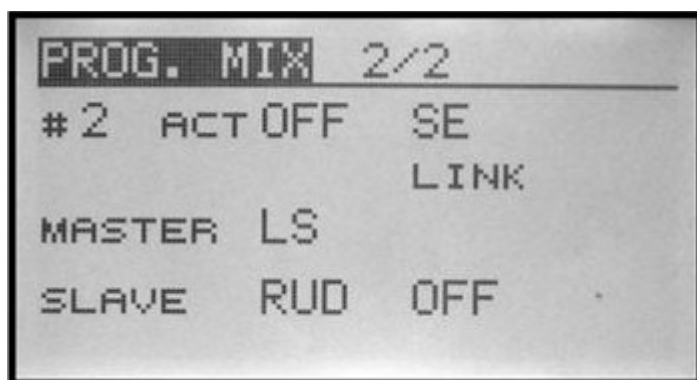 PROG. MIX 2/2
#2 ACT OFF SE
LINK
MASTER LS
SLAVE RUD OFF